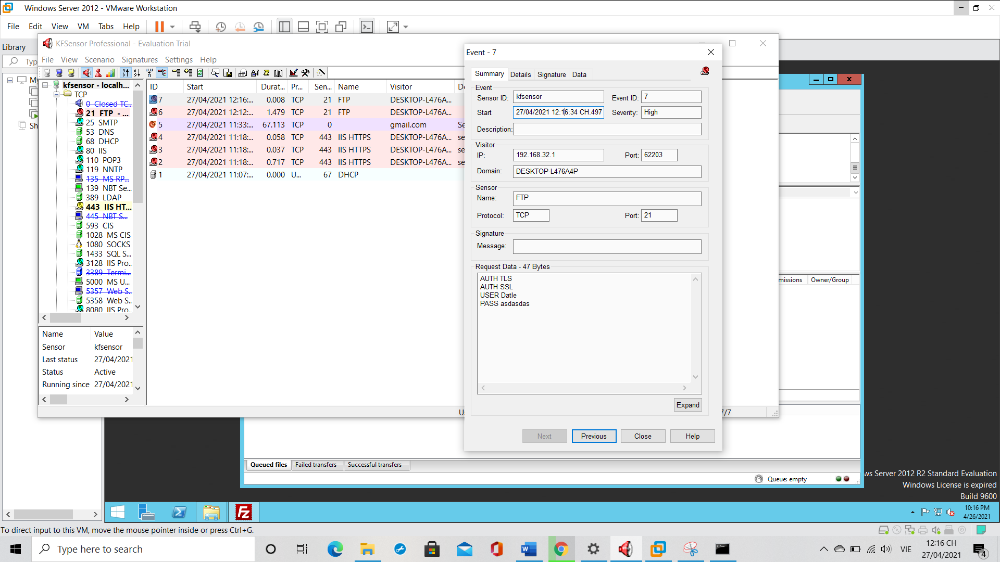 Windows Server 2012 - VMware Workstation
File Edit View VM Tabs Help
Library
KFSensor Professional - Evaluation Trial
File View Scenario Signatures Settings Help
kfsensor - localh...
TCP
0 Closed TC...
21 FTP - ...
25 SMTP
53 DNS
68 DHCP
80 IIS
110 POP3
119 NNTP
135 MS RP...
139 NBT Se...
389 LDAP
443 IIS HT...
445 NBT S...
593 CIS
1028 MS CIS
1080 SOCKS
1433 SQL S...
3128 IIS Pro...
3389 Termi...
5000 MS U...
5357 Web S...
5358 Web S...
8080 IIS Pro...
Name Value
Sensor kfsensor
Last status 27/04/2021
Status Active
Running since 27/04/2021
ID Start Durat... Pr... Sen... Name Visitor
7 27/04/2021 12:16:... 0.008 TCP 21 FTP DESKTOP-L476A...
6 27/04/2021 12:12:... 1.479 TCP 21 FTP DESKTOP-L476A...
5 27/04/2021 11:33:... 67.113 TCP 0 gmail.com
4 27/04/2021 11:18:... 0.058 TCP 443 IIS HTTPS DESKTOP-L476A...
3 27/04/2021 11:18:... 0.037 TCP 443 IIS HTTPS DESKTOP-L476A...
2 27/04/2021 11:18:... 0.717 TCP 443 IIS HTTPS DESKTOP-L476A...
1 27/04/2021 11:07:... 0.000 U... 67 DHCP
7/7
Event - 7
Summary Details Signature Data
Event
Sensor ID: kfsensor Event ID: 7
Start 27/04/2021 12:16:34 CH.497 Severity: High
Description:
Visitor
IP: 192.168.32.1 Port: 62203
Domain: DESKTOP-L476A4P
Sensor
Name: FTP
Protocol: TCP Port: 21
Signature
Message:
Request Data - 47 Bytes
AUTH TLS
AUTH SSL
USER Datle
PASS asdasdas
Expand
Next Previous Close Help
missions Owner/Group
Queued files Failed transfers Successful transfers
Queue: empty
ws Server 2012 R2 Standard Evaluation
Windows License is expired
Build 9600
10:16 PM
4/26/2021
To direct input to this VM, move the mouse pointer inside or press Ctrl+G.
Type here to search
VIE
12:16 CH
27/04/2021
4